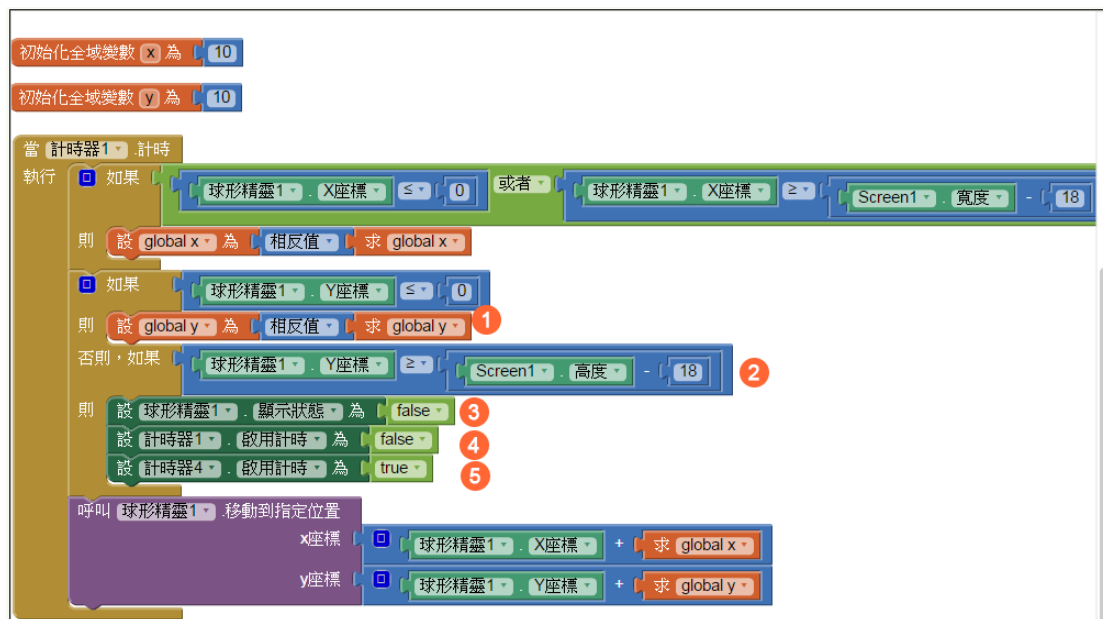 初始化全域變數 x 為 10
初始化全域變數 y 為 10
當 計時器1 .計時
執行 如果 球形精靈1 . X座標 ≤ 0 或者 球形精靈1 . X座標 ≥ Screen1 . 寬度 - 18
則 設 global x 為 相反值 求 global x
如果 球形精靈1 . Y座標 ≤ 0
則 設 global y 為 相反值 求 global y 1
否則，如果 球形精靈1 . Y座標 ≥ Screen1 . 高度 - 18 2
則 設 球形精靈1 . 顯示狀態 為 false 3
設 計時器1 . 啟用計時 為 false 4
設 計時器4 . 啟用計時 為 true 5
呼叫 球形精靈1 .移動到指定位置
x座標 球形精靈1 . X座標 + 求 global x
y座標 球形精靈1 . Y座標 + 求 global y